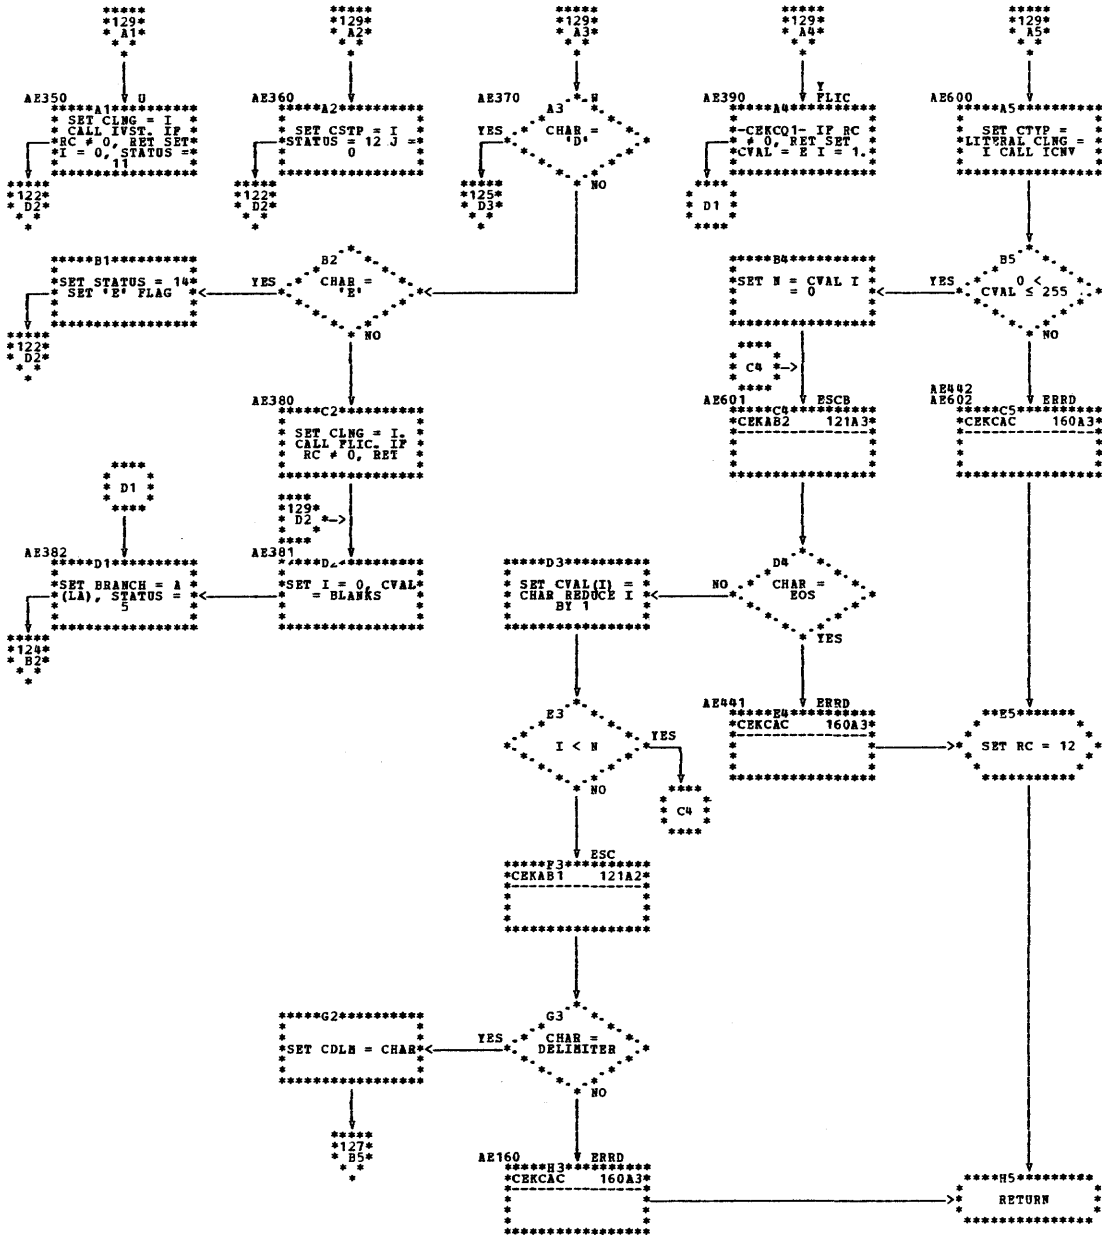 129 A1
129 A2
129 A3
129 A4
129 A5
AE350 U
A1
SET CLNG = I
CALL IVST. IF
RC ≠ 0, RET SET
I = 0, STATUS =
11
122 D2
AE360
A2
SET CSTP = I
STATUS = 12 J =
0
122 D2
AE370
A3
CHAR =
'D'
YES
NO
125 D3
Y
FLIC
AE390
A4
-CEKCQ1- IF RC
≠ 0, RET SET
CVAL = E I = 1.
D1
AE600
A5
SET CTYP =
LITERAL CLNG =
I CALL ICNV
B1
SET STATUS = 14
SET 'E' FLAG
122 D2
YES
B2
CHAR =
'E'
NO
B4
SET N = CVAL I
= 0
YES
B5
0 <
CVAL ≤ 255
NO
C4
AE380
C2
SET CLNG = I.
CALL FLIC. IF
RC ≠ 0, RET
AE601 ESCB
C4
CEKAB2 121A3
AE442
AE602 ERRD
C5
CEKCAC 160A3
D1
129 D2
AE382
D1
SET BRANCH = A
(LA), STATUS =
5
124 B2
AE381
SET I = 0, CVAL
= BLANKS
D3
SET CVAL(I) =
CHAR REDUCE I
BY 1
NO
D4
CHAR =
EOS
YES
E3
I < N
YES
NO
C4
AE441 ERRD
E4
CEKCAC 160A3
E5
SET RC = 12
ESC
F3
CEKAB1 121A2
G2
SET CDLM = CHAR
127 B5
YES
G3
CHAR =
DELIMITER
NO
AE160 ERRD
H3
CEKCAC 160A3
H5
RETURN